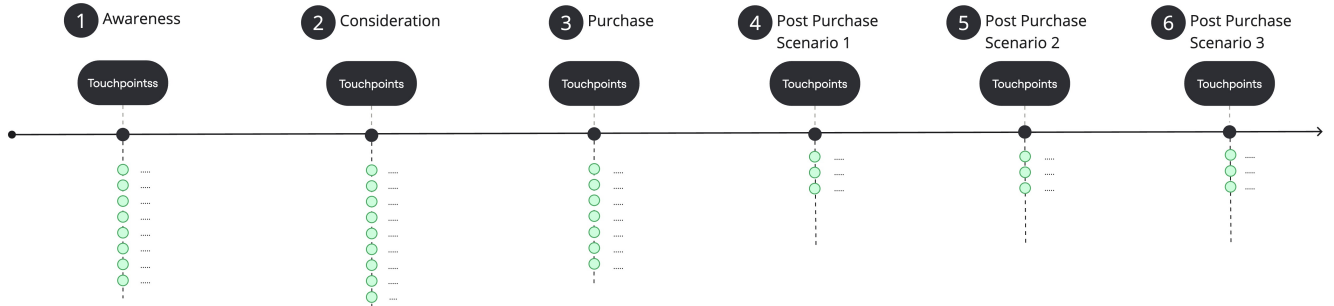 1 Awareness
2 Consideration
3 Purchase
4 Post Purchase
Scenario 1
5 Post Purchase
Scenario 2
6 Post Purchase
Scenario 3
Touchpointss
Touchpoints
Touchpoints
Touchpoints
Touchpoints
Touchpoints